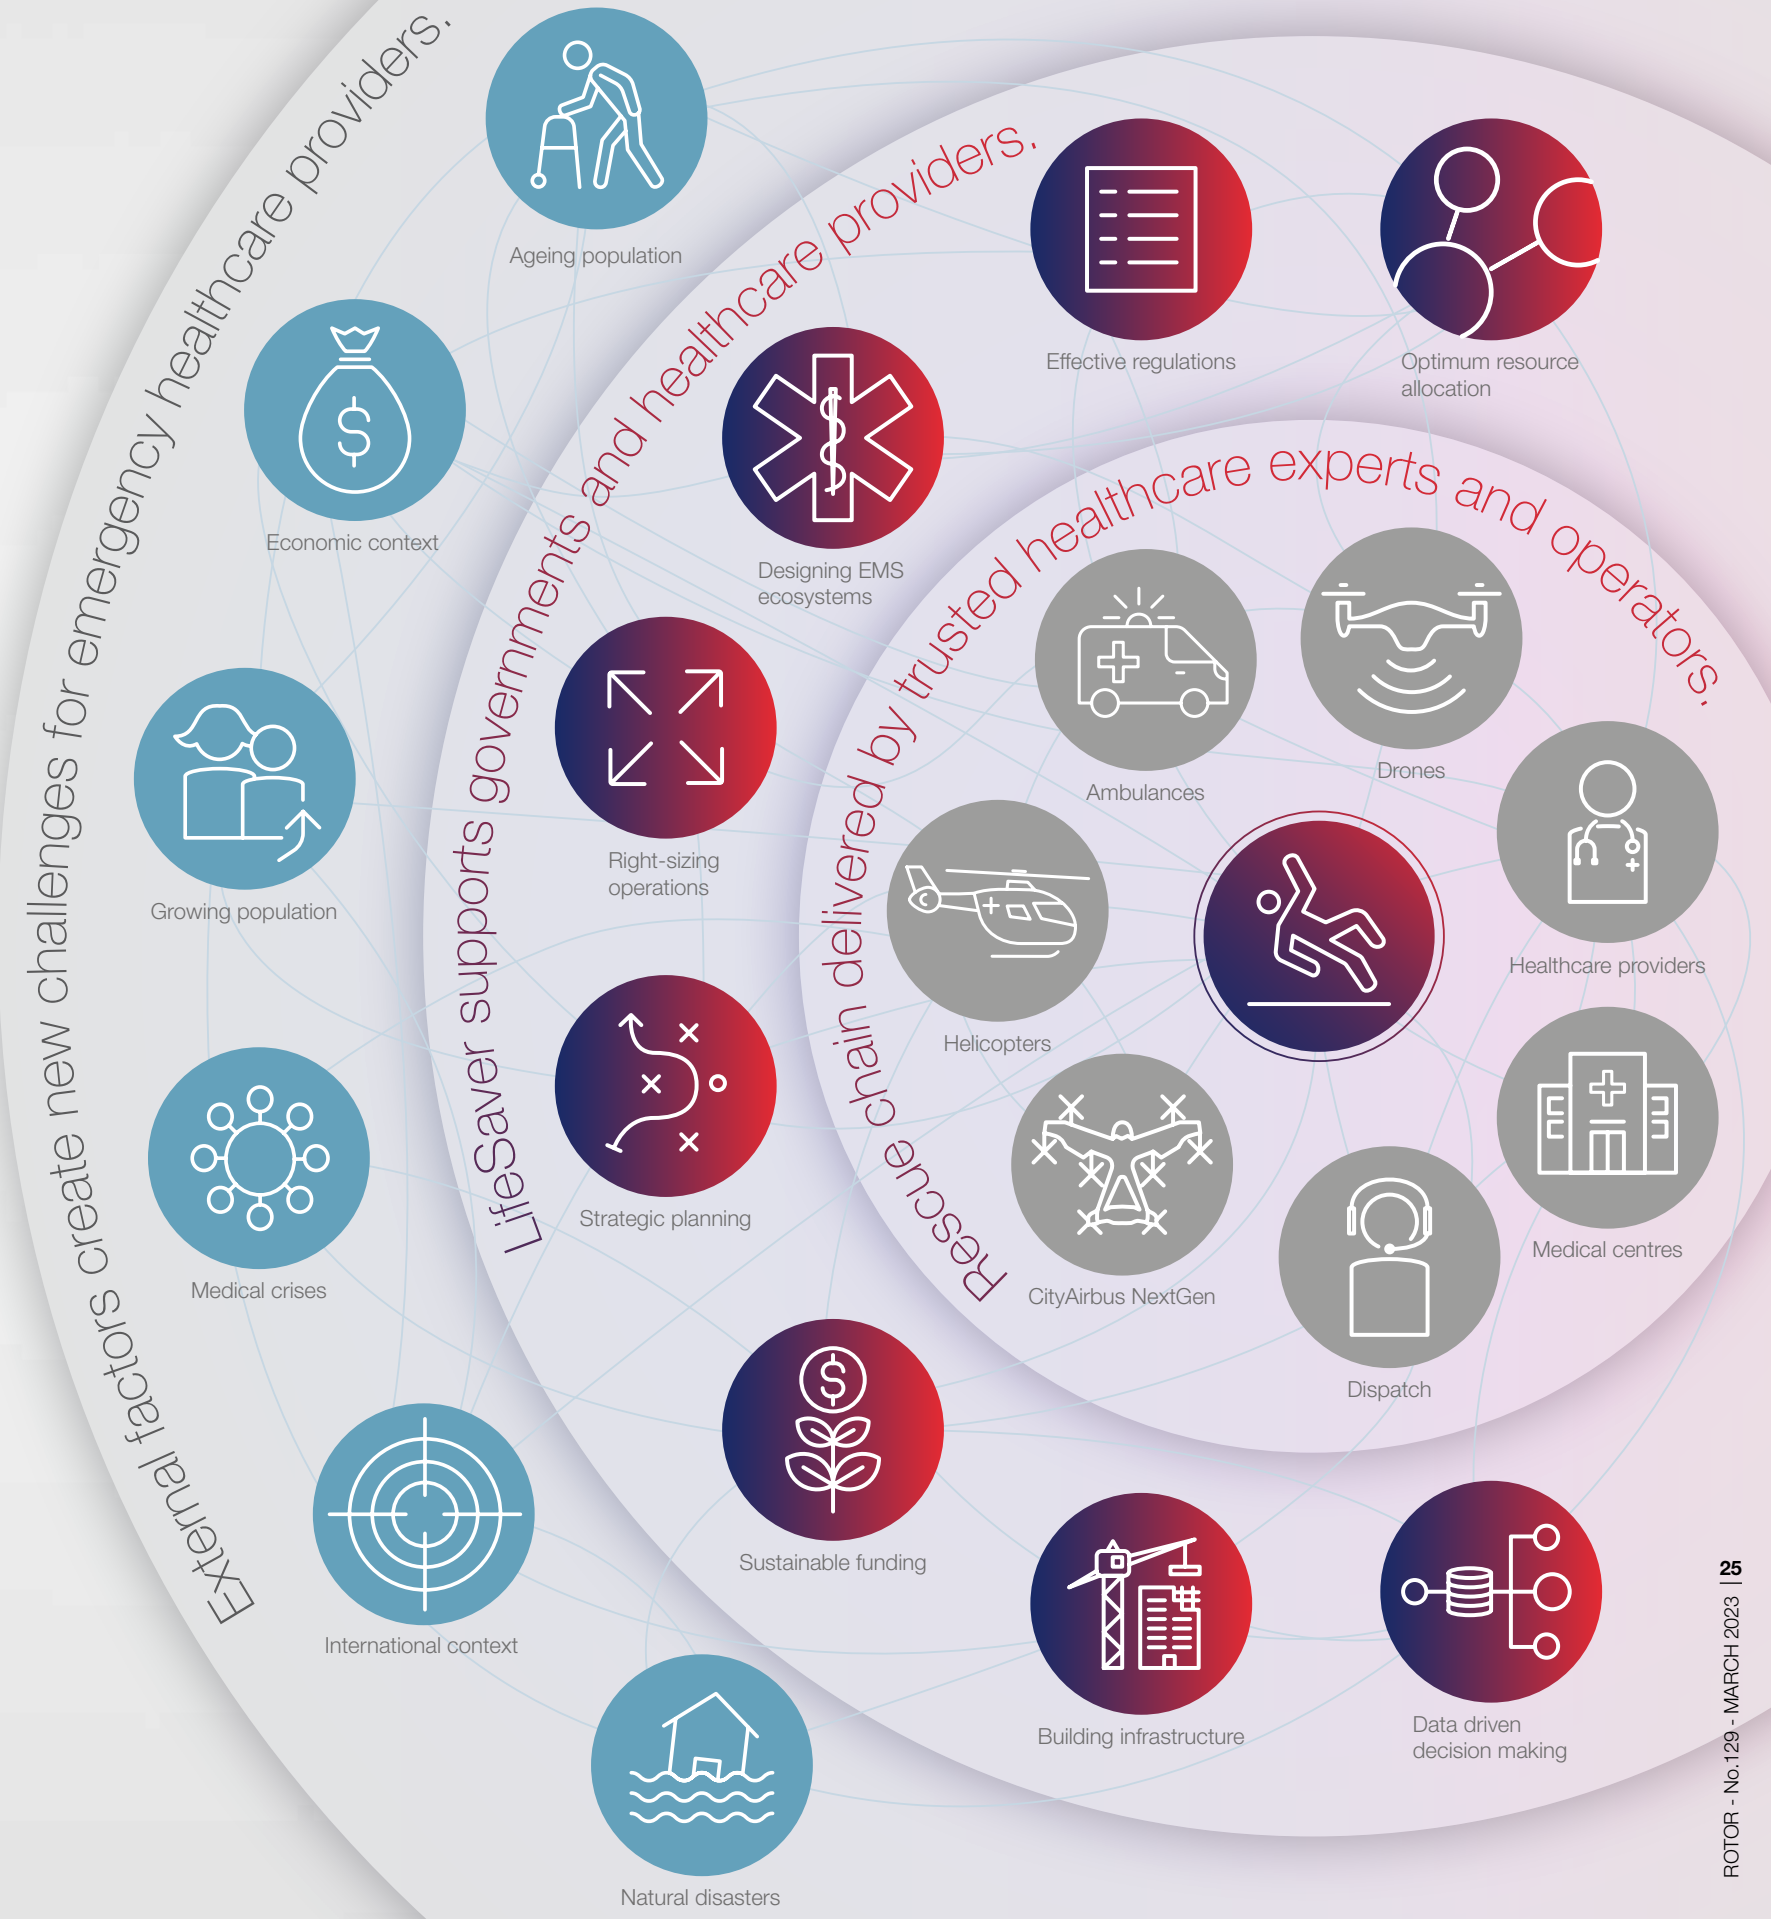 External factors create new challenges for emergency healthcare providers.
Ageing population
Economic context
Growing population
Medical crises
International context
Natural disasters
LifeSaver supports governments and healthcare providers.
Effective regulations
Optimum resource
allocation
Designing EMS
ecosystems
Right-sizing
operations
Strategic planning
Sustainable funding
Building infrastructure
Data driven
decision making
Rescue chain delivered by trusted healthcare experts and operators.
Ambulances
Drones
Healthcare providers
Helicopters
CityAirbus NextGen
Medical centres
Dispatch
ROTOR - No.129 - MARCH 2023 | 25